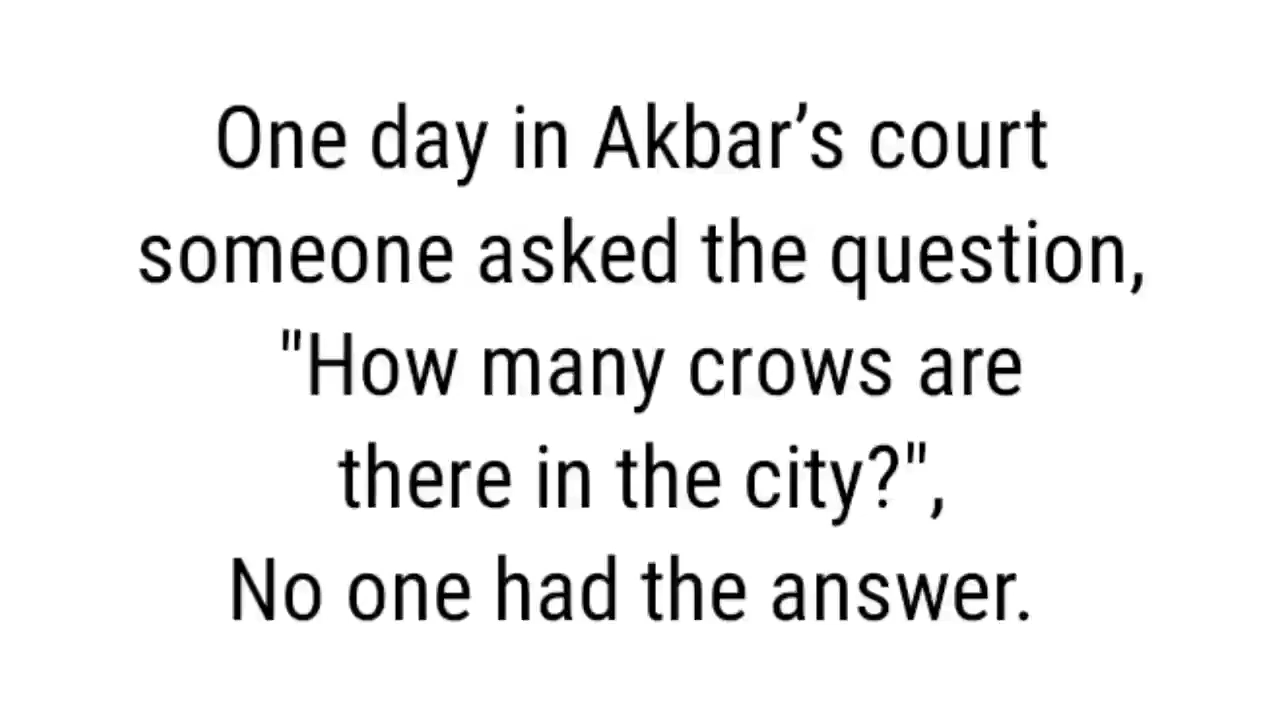 One day in Akbar’s court
someone asked the question,
"How many crows are
there in the city?",
No one had the answer.